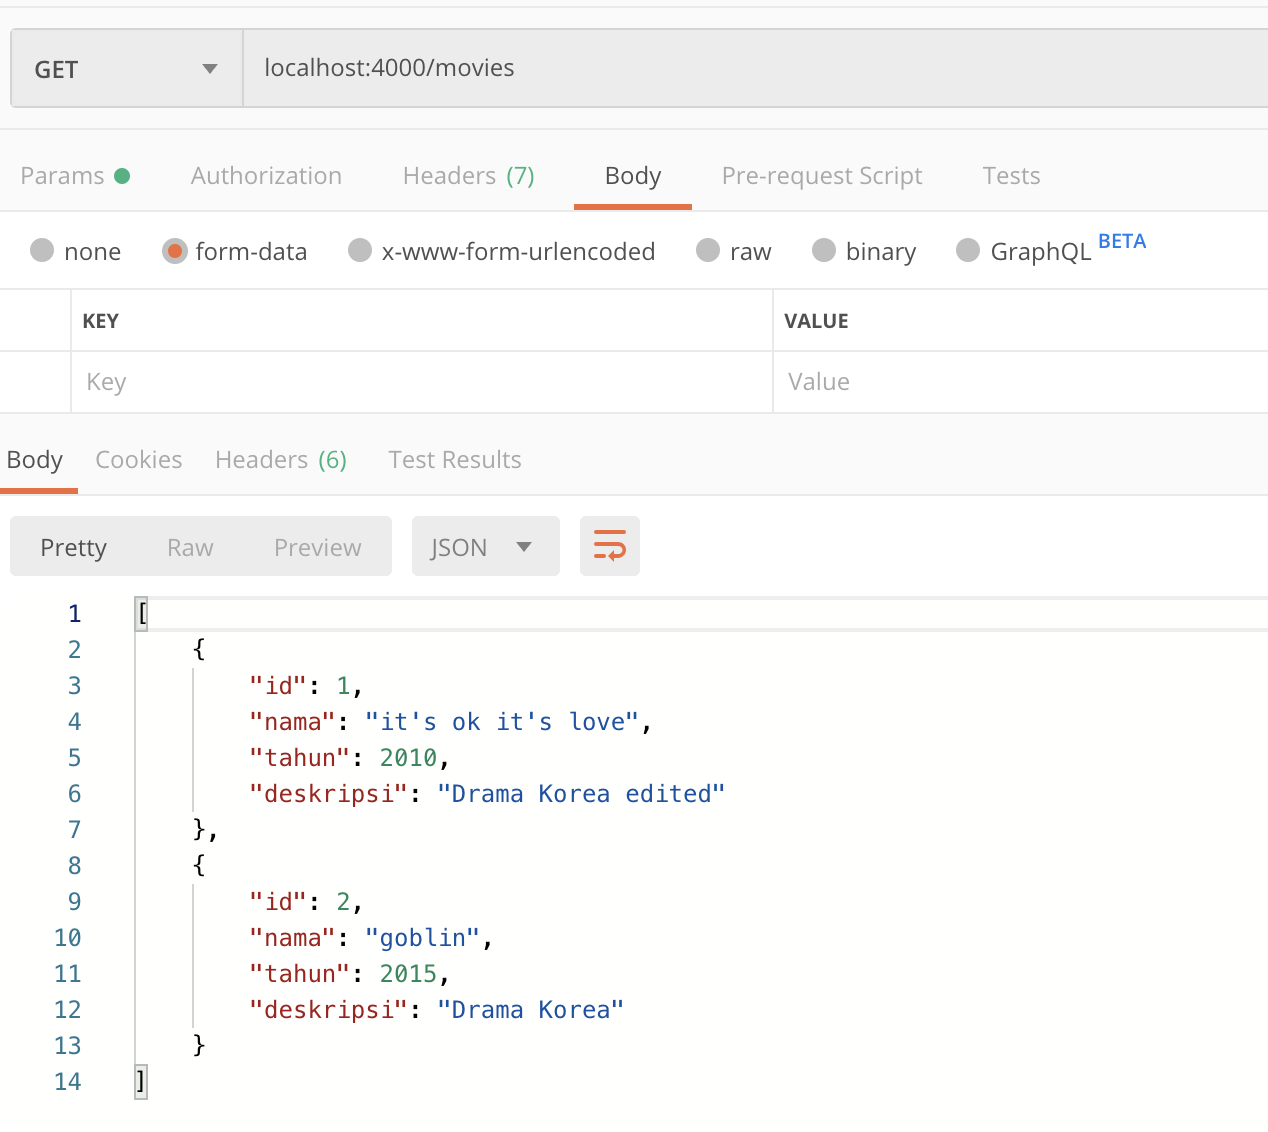 GET localhost:4000/movies
Params Authorization Headers (7) Body Pre-request Script Tests
none form-data x-www-form-urlencoded raw binary GraphQL BETA
KEY VALUE
Key Value
Body Cookies Headers (6) Test Results
Pretty Raw Preview JSON
1 [
2 {
3 "id": 1,
4 "nama": "it's ok it's love",
5 "tahun": 2010,
6 "deskripsi": "Drama Korea edited"
7 },
8 {
9 "id": 2,
10 "nama": "goblin",
11 "tahun": 2015,
12 "deskripsi": "Drama Korea"
13 }
14 ]